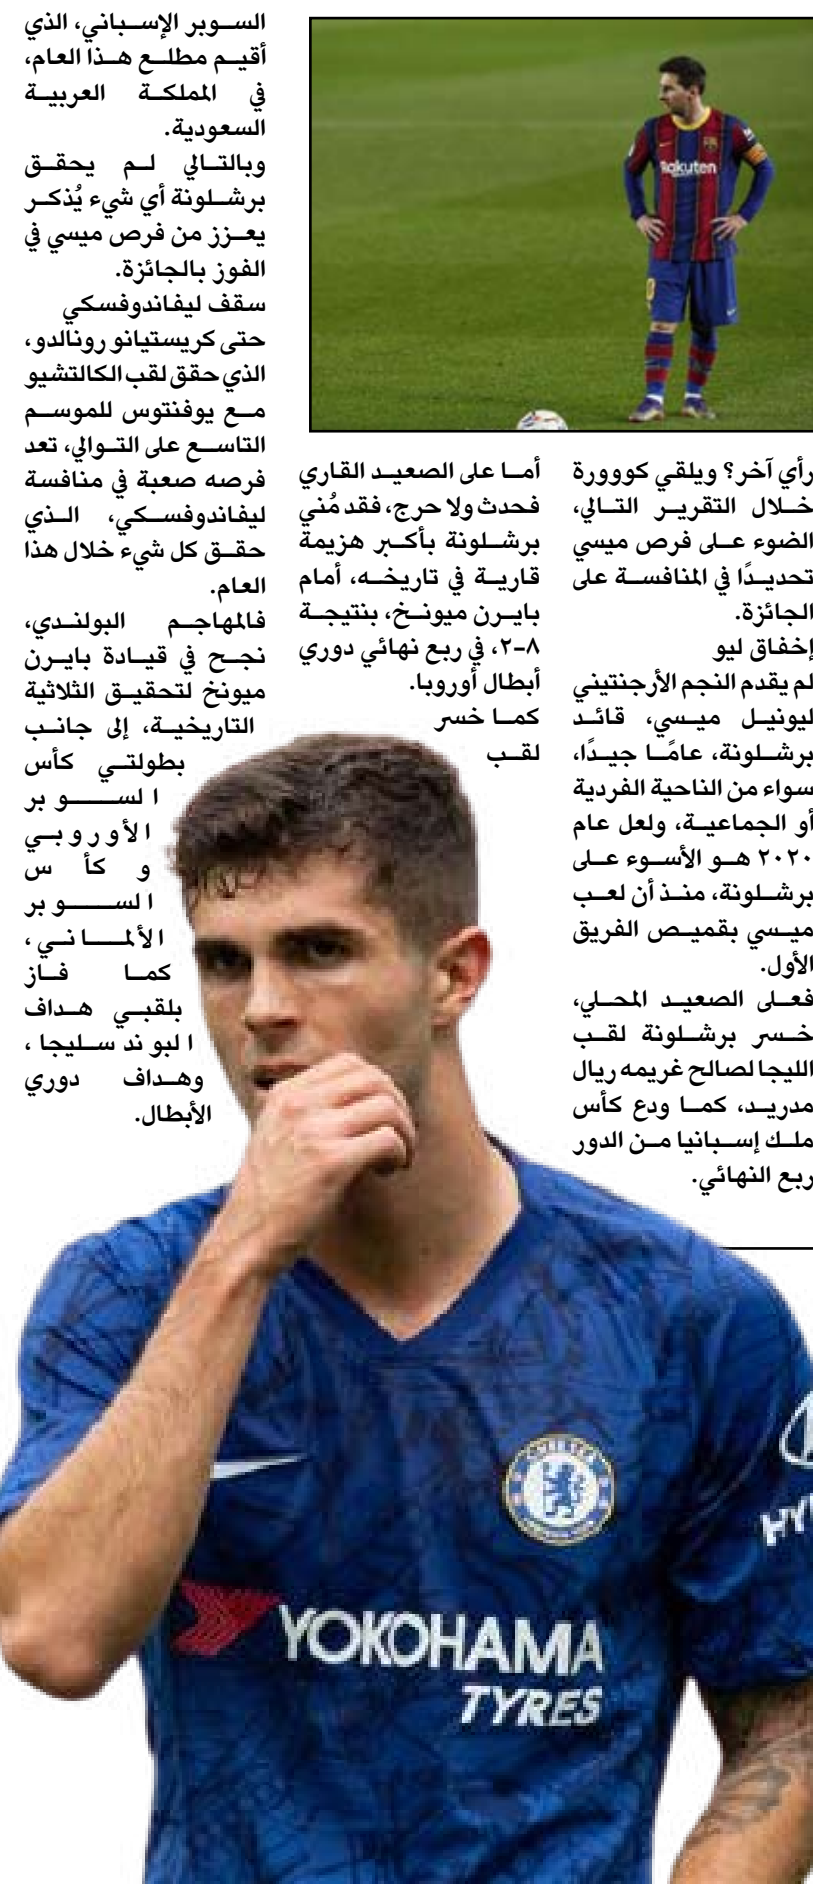 رأي آخر؟ ويلقي كووورة
خلال التقرير التالي،
الضوء على فرص ميسي
تحديدًا في المنافسة على
الجائزة.
إخفاق ليو
لم يقدم النجم الأرجنتيني
ليونيل ميسي، قائد
برشلونة، عامًا جيدًا،
سواء من الناحية الفردية
أو الجماعية، ولعل عام
٢٠٢٠ هو الأسوء على
برشلونة، منذ أن لعب
ميسي بقميص الفريق
الأول.
فعلى الصعيد المحلي،
خسر برشلونة لقب
الليجا لصالح غريمه ريال
مدريد، كما ودع كأس
ملك إسبانيا من الدور
ربع النهائي.
أما على الصعيد القاري
فحدث ولا حرج، فقد مُني
برشلونة بأكبر هزيمة
قارية في تاريخه، أمام
بايرن ميونخ، بنتيجة
٨-٢، في ربع نهائي دوري
أبطال أوروبا.
كما خسر
لقب
السوبر الإسباني، الذي
أقيم مطلع هذا العام،
في المملكة العربية
السعودية.
وبالتالي لم يحقق
برشلونة أي شيء يُذكر
يعزز من فرص ميسي في
الفوز بالجائزة.
سقف ليفاندوفسكي
حتى كريستيانو رونالدو،
الذي حقق لقب الكالتشيو
مع يوفنتوس للموسم
التاسع على التوالي، تعد
فرصه صعبة في منافسة
ليفاندوفسكي، الذي
حقق كل شيء خلال هذا
العام.
فالمهاجم البولندي،
نجح في قيادة بايرن
ميونخ لتحقيق الثلاثية
التاريخية، إلى جانب
بطولتي كأس
السوبر
الأوروبي
وكأس
السوبر
الألماني،
كما فاز
بلقبي هداف
البوندسليجا،
وهداف دوري
الأبطال.
Rakuten
CHELSEA
YOKOHAMA
TYRES